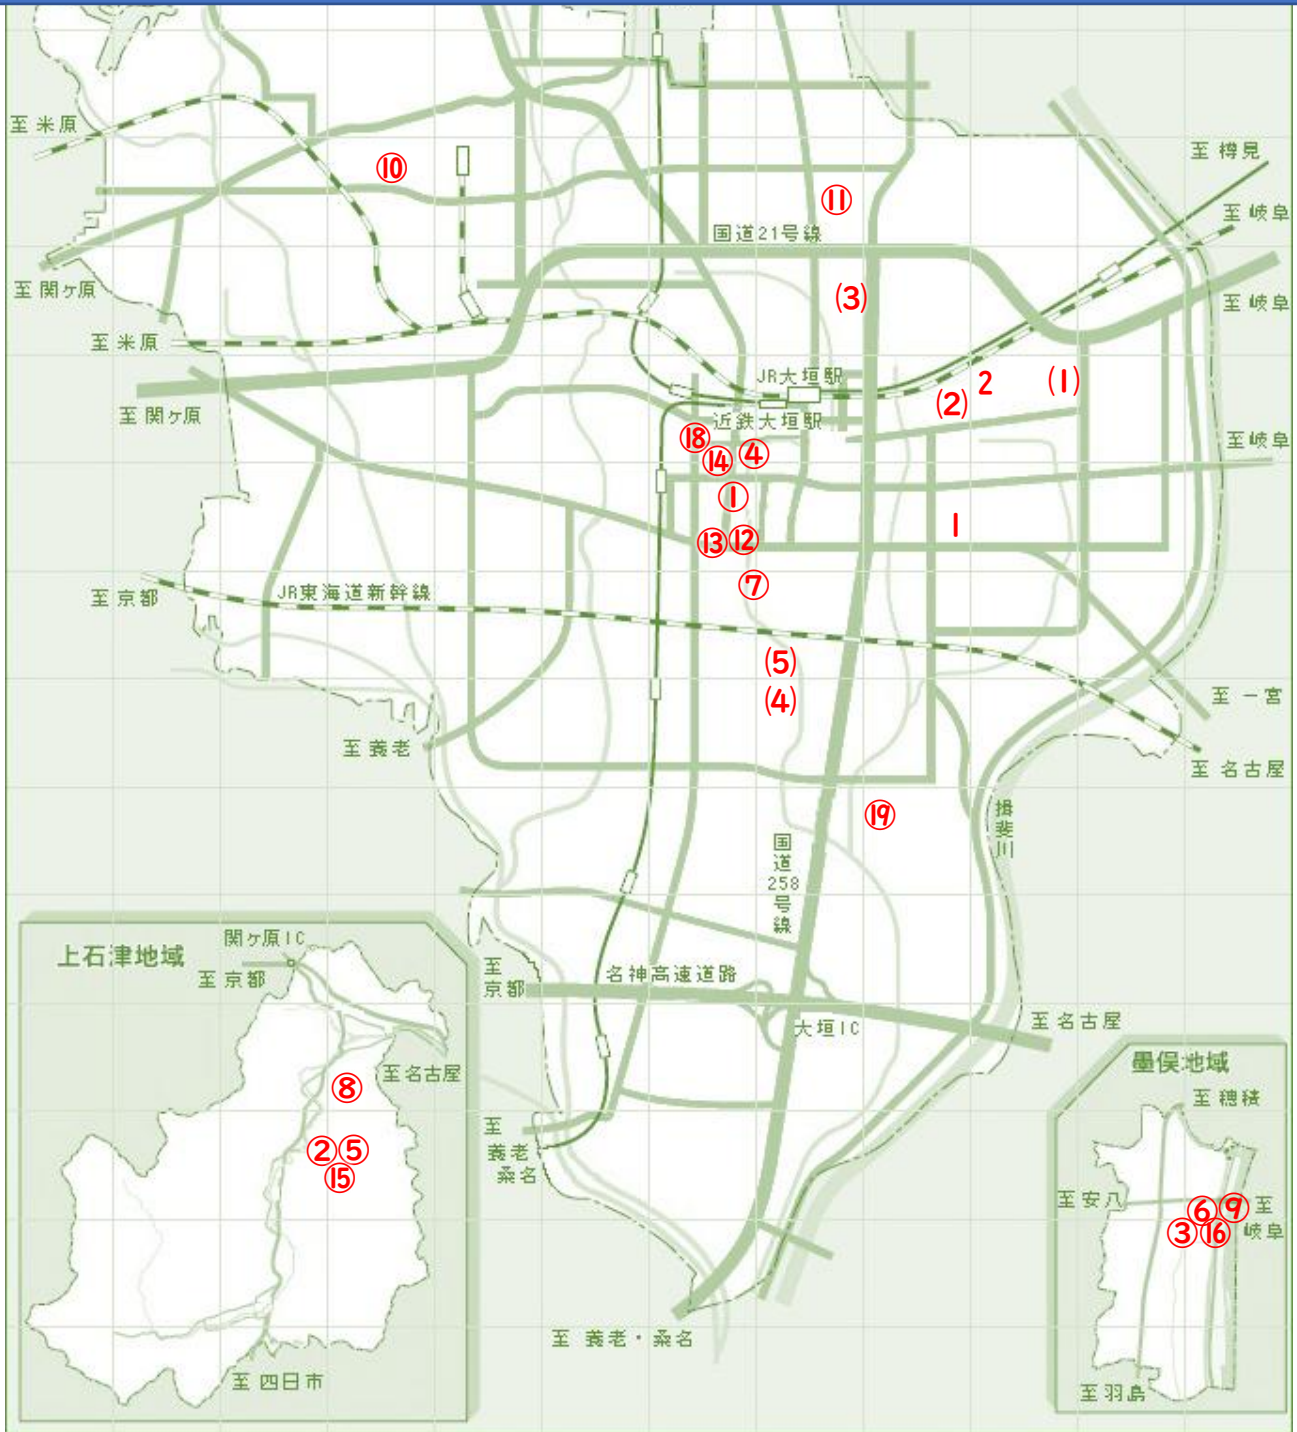 至 米原
⑩
至 樽見
⑪
至 岐阜
国道21号線
至 関ヶ原
(3)
至 岐阜
至 米原
JR大垣駅
2
(1)
(2)
至 関ヶ原
近鉄大垣駅
⑱
⑭
④
至 岐阜
①
1
⑬
⑫
⑦
至 京都
JR東海道新幹線
(5)
(4)
至 一宮
至 養老
至 名古屋
⑲
揖斐川
国道258号線
上石津地域
関ヶ原IC
至 京都
至
京都
名神高速道路
大垣IC
至 名古屋
至 名古屋
⑧
②
⑤
⑮
至
養老
桑名
墨俣地域
至 穂積
至 安八
⑥
⑨
至
岐阜
③
⑯
至 養老・桑名
至 四日市
至 羽島